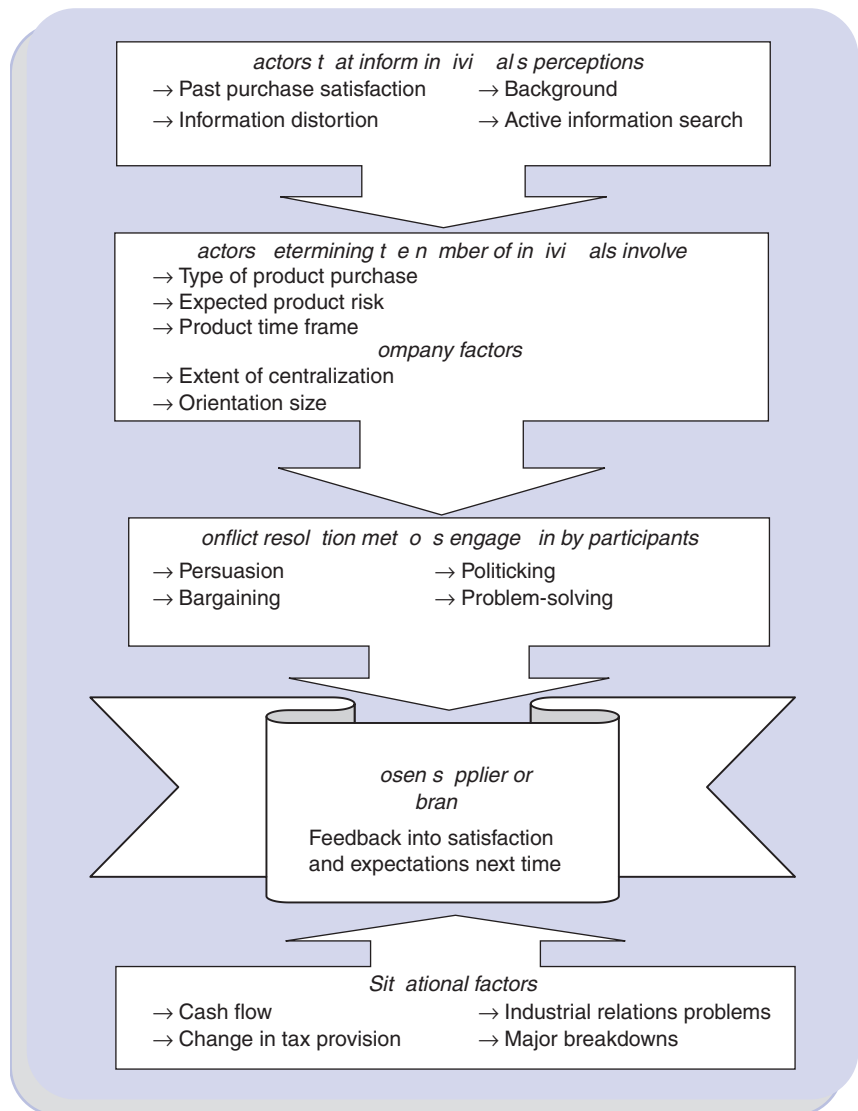 actors t at inform in ivi al s perceptions
→ Past purchase satisfaction → Background
→ Information distortion → Active information search
actors etermining t e n mber of in ivi als involve
→ Type of product purchase
→ Expected product risk
→ Product time frame
ompany factors
→ Extent of centralization
→ Orientation size
onflict resol tion met o s engage in by participants
→ Persuasion → Politicking
→ Bargaining → Problem-solving
osen s pplier or
bran
Feedback into satisfaction
and expectations next time
Sit ational factors
→ Cash flow → Industrial relations problems
→ Change in tax provision → Major breakdowns